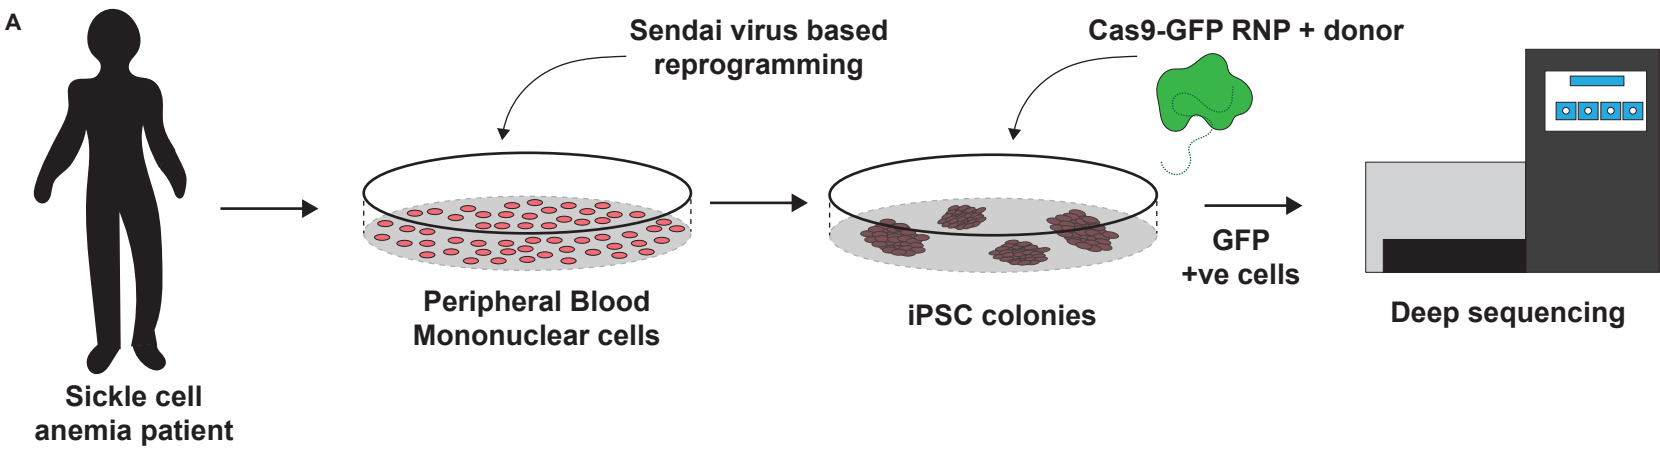 A
Sendai virus based
reprogramming
Cas9-GFP RNP + donor
GFP
+ve cells
Peripheral Blood
Mononuclear cells
iPSC colonies
Deep sequencing
Sickle cell
anemia patient